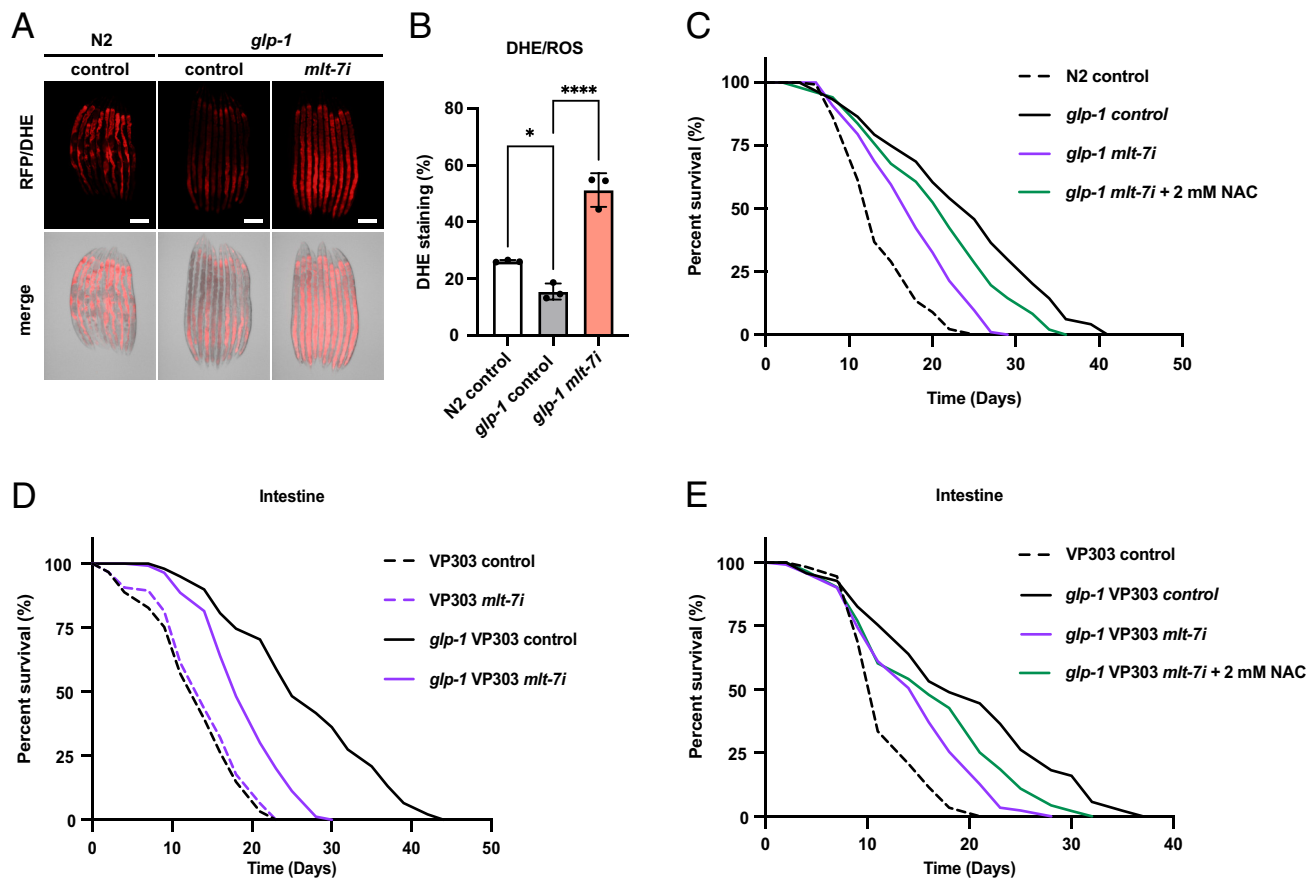 A
N2
glp-1
control
control
mlt-7i
RFP/DHE
merge
B
DHE/ROS
****
*
DHE staining (%)
80
60
40
20
0
N2 control
glp-1 control
glp-1 mlt-7i
C
Percent survival (%)
100
75
50
25
0
0
10
20
30
40
50
Time (Days)
N2 control
glp-1 control
glp-1 mlt-7i
glp-1 mlt-7i + 2 mM NAC
D
Intestine
Percent survival (%)
100
75
50
25
0
0
10
20
30
40
50
Time (Days)
VP303 control
VP303 mlt-7i
glp-1 VP303 control
glp-1 VP303 mlt-7i
E
Intestine
Percent survival (%)
100
75
50
25
0
0
10
20
30
40
Time (Days)
VP303 control
glp-1 VP303 control
glp-1 VP303 mlt-7i
glp-1 VP303 mlt-7i + 2 mM NAC